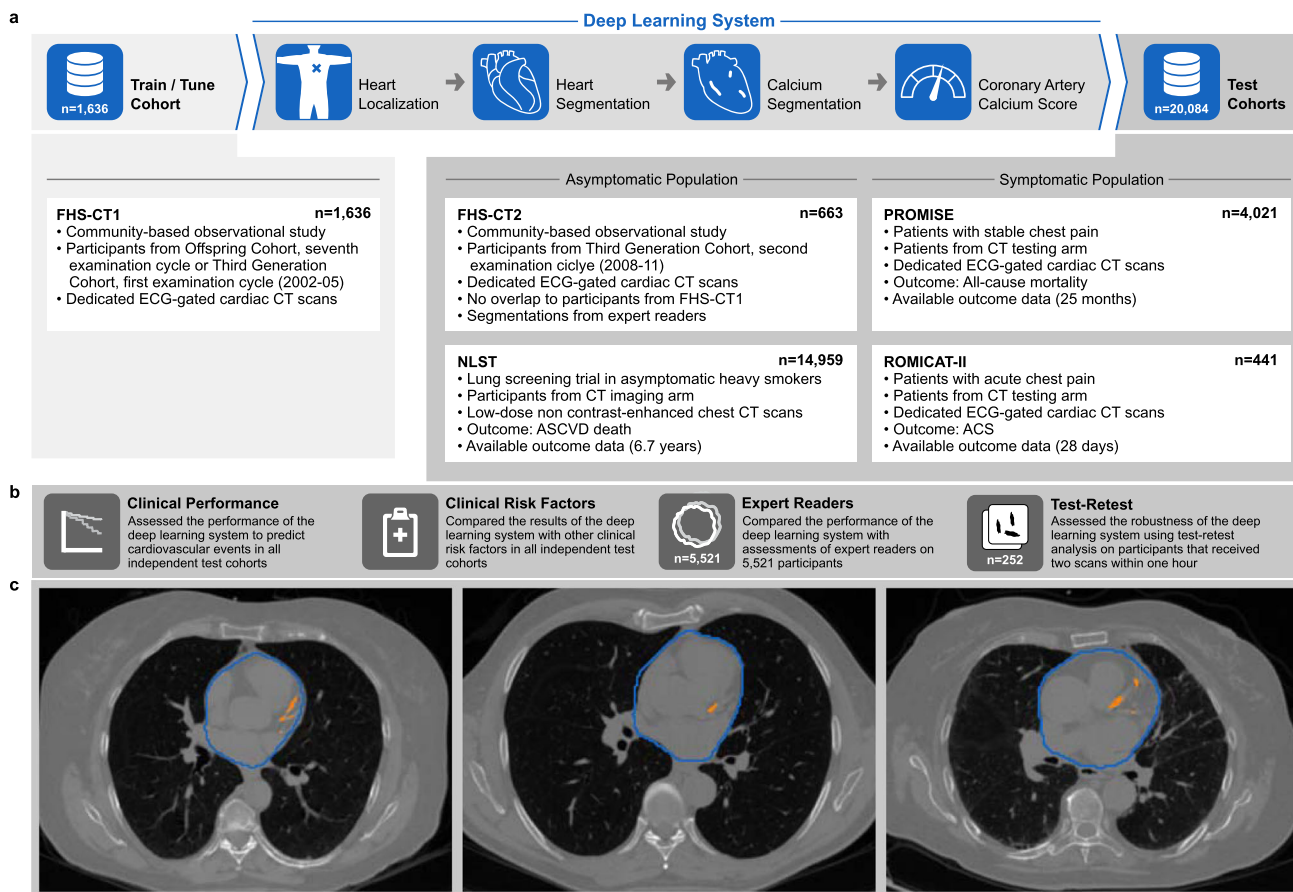 a
Deep Learning System
n=1,636
Train / Tune
Cohort
Heart
Localization
Heart
Segmentation
Calcium
Segmentation
Coronary Artery
Calcium Score
n=20,084
Test
Cohorts
Asymptomatic Population
Symptomatic Population
FHS-CT1 n=1,636
• Community-based observational study
• Participants from Offspring Cohort, seventh
examination cycle or Third Generation
Cohort, first examination cycle (2002-05)
• Dedicated ECG-gated cardiac CT scans
FHS-CT2 n=663
• Community-based observational study
• Participants from Third Generation Cohort, second
examination ciclye (2008-11)
• Dedicated ECG-gated cardiac CT scans
• No overlap to participants from FHS-CT1
• Segmentations from expert readers
PROMISE n=4,021
• Patients with stable chest pain
• Patients from CT testing arm
• Dedicated ECG-gated cardiac CT scans
• Outcome: All-cause mortality
• Available outcome data (25 months)
NLST n=14,959
• Lung screening trial in asymptomatic heavy smokers
• Participants from CT imaging arm
• Low-dose non contrast-enhanced chest CT scans
• Outcome: ASCVD death
• Available outcome data (6.7 years)
ROMICAT-II n=441
• Patients with acute chest pain
• Patients from CT testing arm
• Dedicated ECG-gated cardiac CT scans
• Outcome: ACS
• Available outcome data (28 days)
b
Clinical Performance
Assessed the performance of the
deep learning system to predict
cardiovascular events in all
independent test cohorts
Clinical Risk Factors
Compared the results of the deep
learning system with other clinical
risk factors in all independent test
cohorts
n=5,521
Expert Readers
Compared the performance of the
deep learning system with
assessments of expert readers on
5,521 participants
n=252
Test-Retest
Assessed the robustness of the deep
learning system using test-retest
analysis on participants that received
two scans within one hour
c